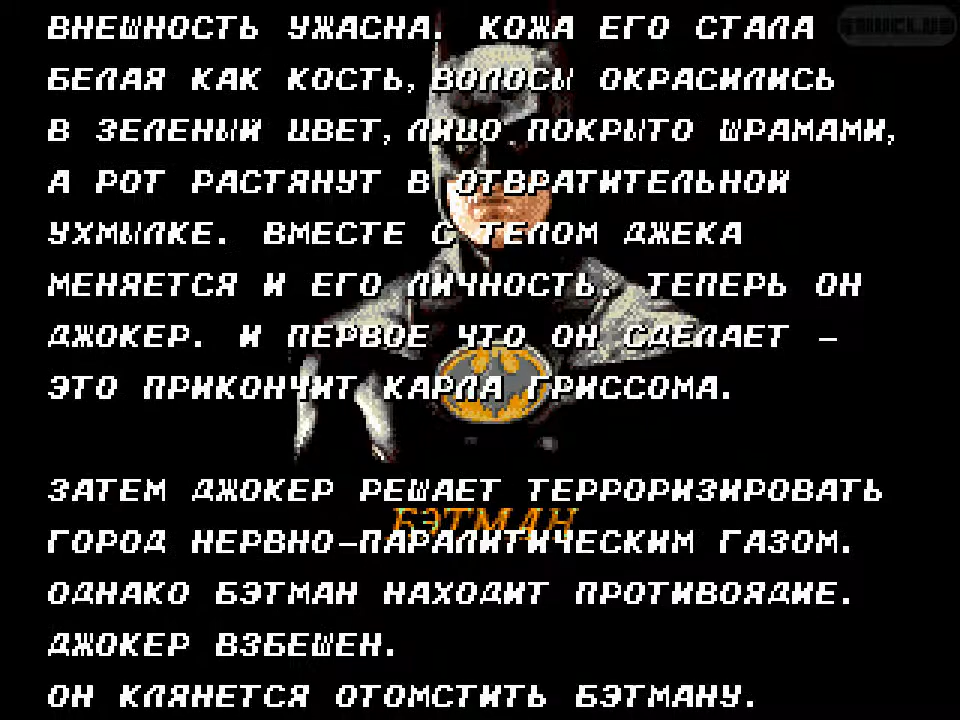 ВНЕШНОСТЬ УЖАСНА. КОЖА ЕГО СТАЛА
БЕЛАЯ КАК КОСТЬ, ВОЛОСЫ ОКРАСИЛИСЬ
В ЗЕЛЕНЫЙ ЦВЕТ, ЛИЦО ПОКРЫТО ШРАМАМИ,
А РОТ РАСТЯНУТ В ОТВРАТИТЕЛЬНОЙ
УХМЫЛКЕ. ВМЕСТЕ С ТЕЛОМ ДЖЕКА
МЕНЯЕТСЯ И ЕГО ЛИЧНОСТЬ. ТЕПЕРЬ ОН
ДЖОКЕР. И ПЕРВОЕ ЧТО ОН СДЕЛАЕТ –
ЭТО ПРИКОНЧИТ КАРЛА ГРИССОМА.
ЗАТЕМ ДЖОКЕР РЕШАЕТ ТЕРРОРИЗИРОВАТЬ
БЭТМАН
ГОРОД НЕРВНО–ПАРАЛИТИЧЕСКИМ ГАЗОМ.
ОДНАКО БЭТМАН НАХОДИТ ПРОТИВОЯДИЕ.
ДЖОКЕР ВЗБЕШЕН.
ОН КЛЯНЕТСЯ ОТОМСТИТЬ БЭТМАНУ.